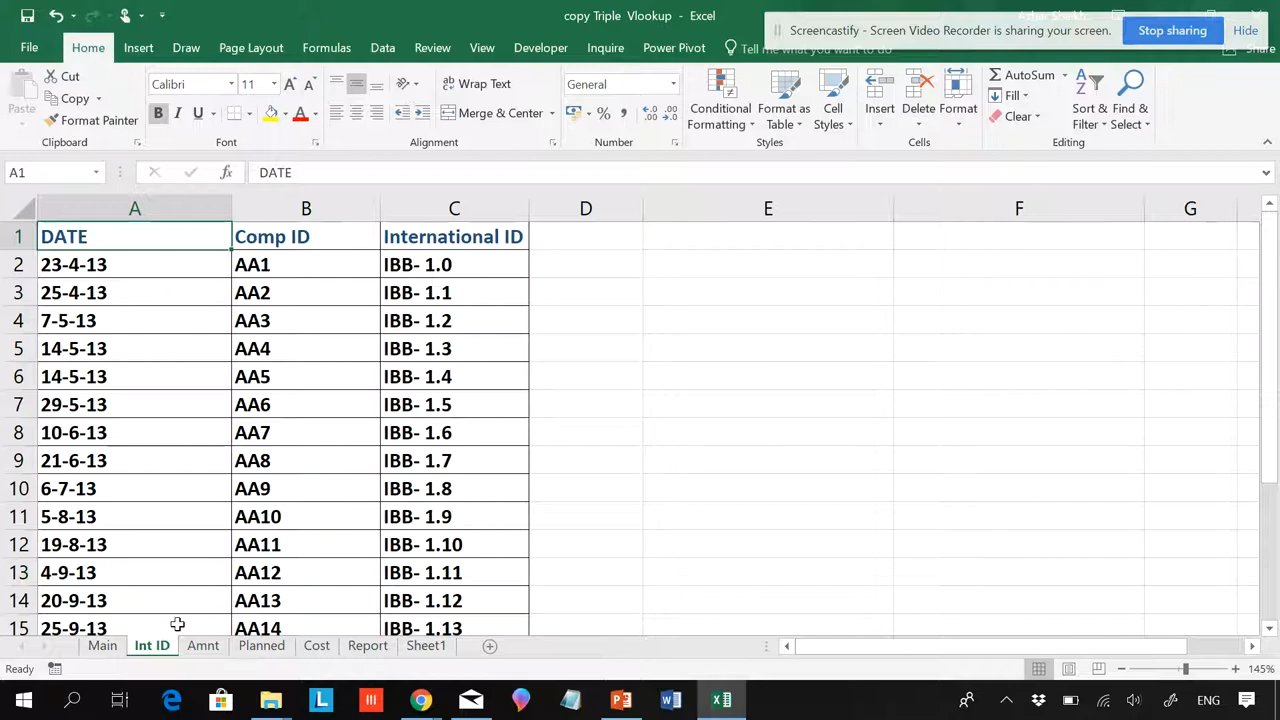 copy Triple Vlookup - Excel
Screencastify - Screen Video Recorder is sharing your screen.
Stop sharing
Hide
File
Home
Insert
Draw
Page Layout
Formulas
Data
Review
View
Developer
Inquire
Power Pivot
Tell me what you want to do
Share
Paste
Cut
Copy
Format Painter
Clipboard
Calibri
11
A A
B I U
Font
Wrap Text
Merge & Center
Alignment
General
% ,
Number
Conditional Formatting
Format as Table
Cell Styles
Styles
Insert
Delete
Format
Cells
AutoSum
Fill
Clear
Sort & Filter
Find & Select
Editing
A1
fx
DATE
A B C D E F G
1 DATE Comp ID International ID
2 23-4-13 AA1 IBB- 1.0
3 25-4-13 AA2 IBB- 1.1
4 7-5-13 AA3 IBB- 1.2
5 14-5-13 AA4 IBB- 1.3
6 14-5-13 AA5 IBB- 1.4
7 29-5-13 AA6 IBB- 1.5
8 10-6-13 AA7 IBB- 1.6
9 21-6-13 AA8 IBB- 1.7
10 6-7-13 AA9 IBB- 1.8
11 5-8-13 AA10 IBB- 1.9
12 19-8-13 AA11 IBB- 1.10
13 4-9-13 AA12 IBB- 1.11
14 20-9-13 AA13 IBB- 1.12
15 25-9-13 AA14 IBB- 1.13
Main
Int ID
Amnt
Planned
Cost
Report
Sheet1
Ready
145%
ENG